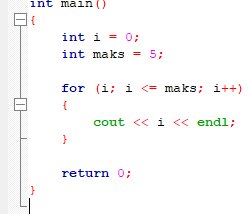 int main()
{
int i = 0;
int maks = 5;
for (i; i <= maks; i++)
{
cout << i << endl;
}
return 0;
}